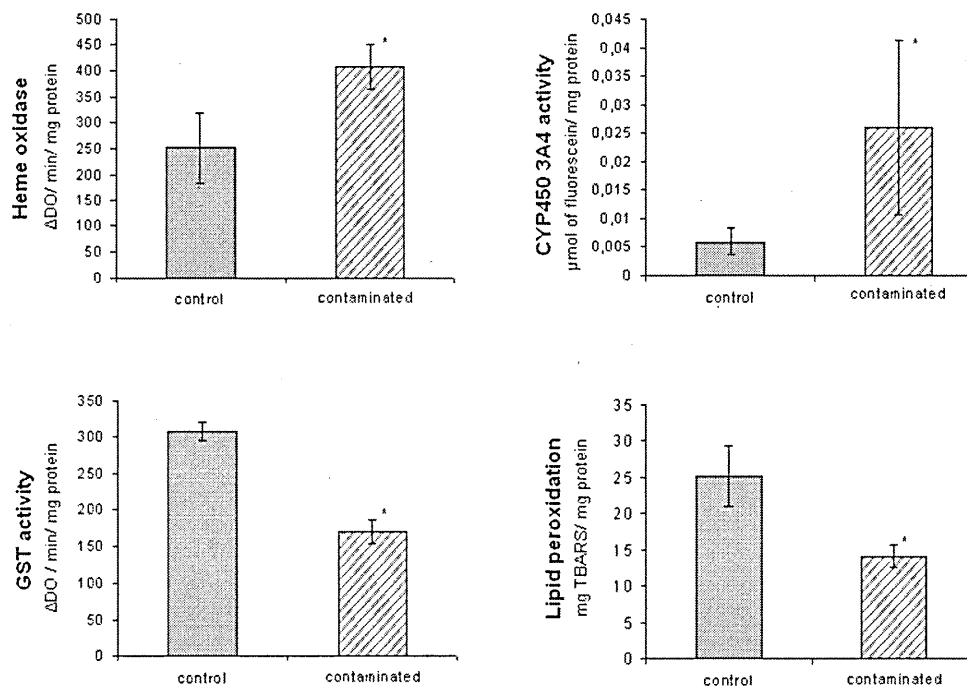 Heme oxidase
ΔDO/ min/ mg protein
500
450
400
350
300
250
200
150
100
50
0
*
control
contaminated
CYP450 3A4 activity
µmol of fluorescein/ mg protein
0,045
0,04
0,035
0,03
0,025
0,02
0,015
0,01
0,005
0
*
control
contaminated
GST activity
ΔDO / min/ mg protein
350
300
250
200
150
100
50
0
*
control
contaminated
Lipid peroxidation
mg TBARS/ mg protein
35
30
25
20
15
10
5
0
*
control
contaminated